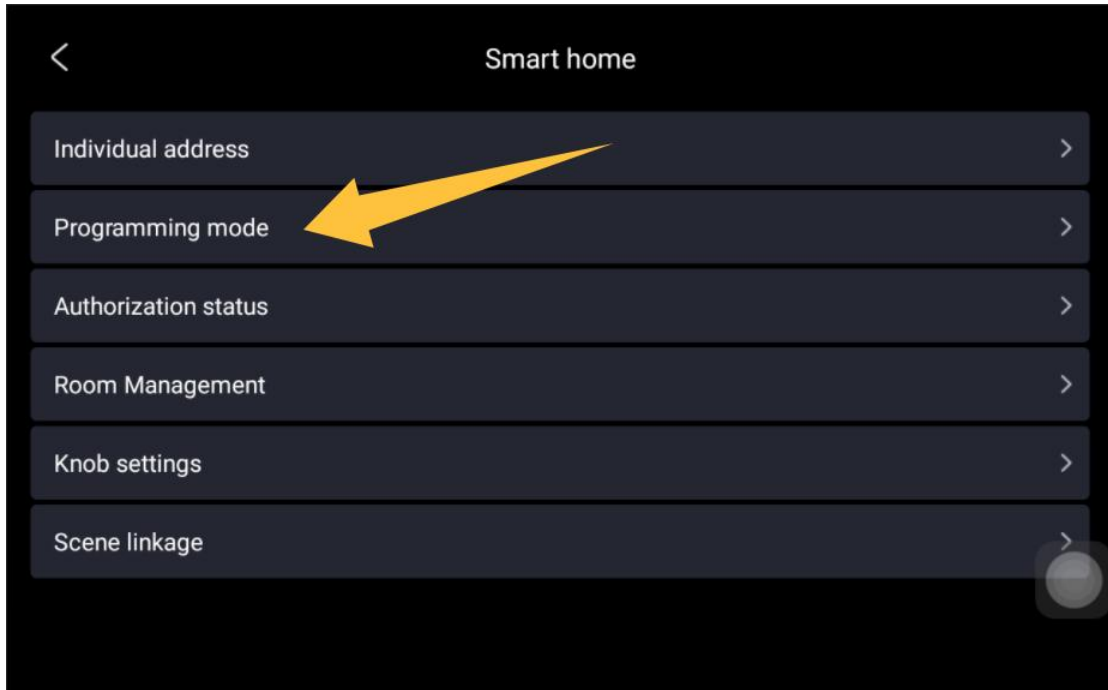 Smart home
Individual address
Programming mode
Authorization status
Room Management
Knob settings
Scene linkage